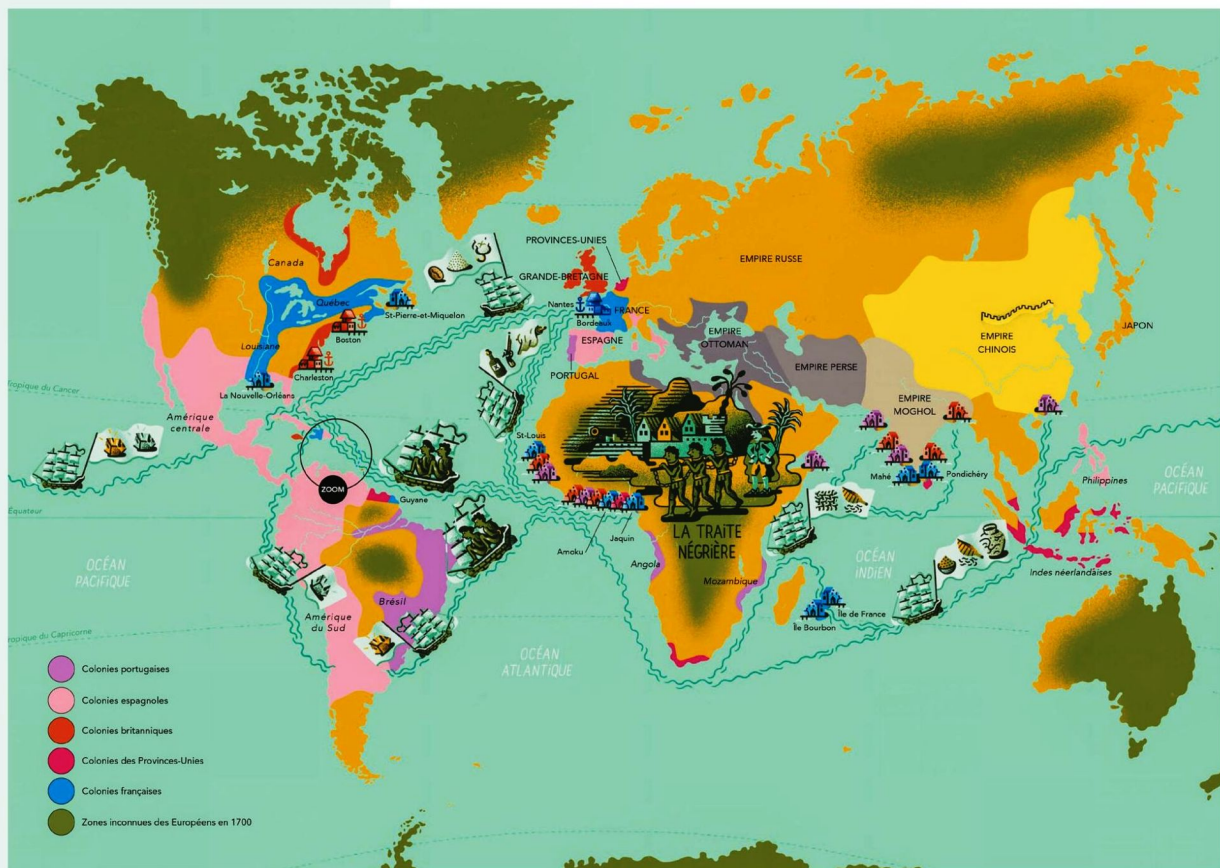 PROVINCES-UNIES
GRANDE-BRETAGNE
EMPIRE RUSSE
Canada
Québec
St-Pierre-et-Miquelon
Nantes
FRANCE
Bordeaux
ESPAGNE
PORTUGAL
EMPIRE
OTTOMAN
EMPIRE PERSE
EMPIRE
CHINOIS
JAPON
EMPIRE
MOGHOL
Louisiane
Boston
Charleston
La Nouvelle-Orléans
Tropique du Cancer
Amérique
centrale
ZOOM
Guyane
St-Louis
Amoku
Jaquin
LA TRAITE
NÉGRIÈRE
Mahé
Pondichéry
Philippines
OCÉAN
PACIFIQUE
Équateur
OCÉAN
PACIFIQUE
Angola
Mozambique
OCÉAN
INDIEN
Indes néerlandaises
Brésil
Amérique
du Sud
Île de France
Île Bourbon
Tropique du Capricorne
OCÉAN
ATLANTIQUE
Colonies portugaises
Colonies espagnoles
Colonies britanniques
Colonies des Provinces-Unies
Colonies françaises
Zones inconnues des Européens en 1700